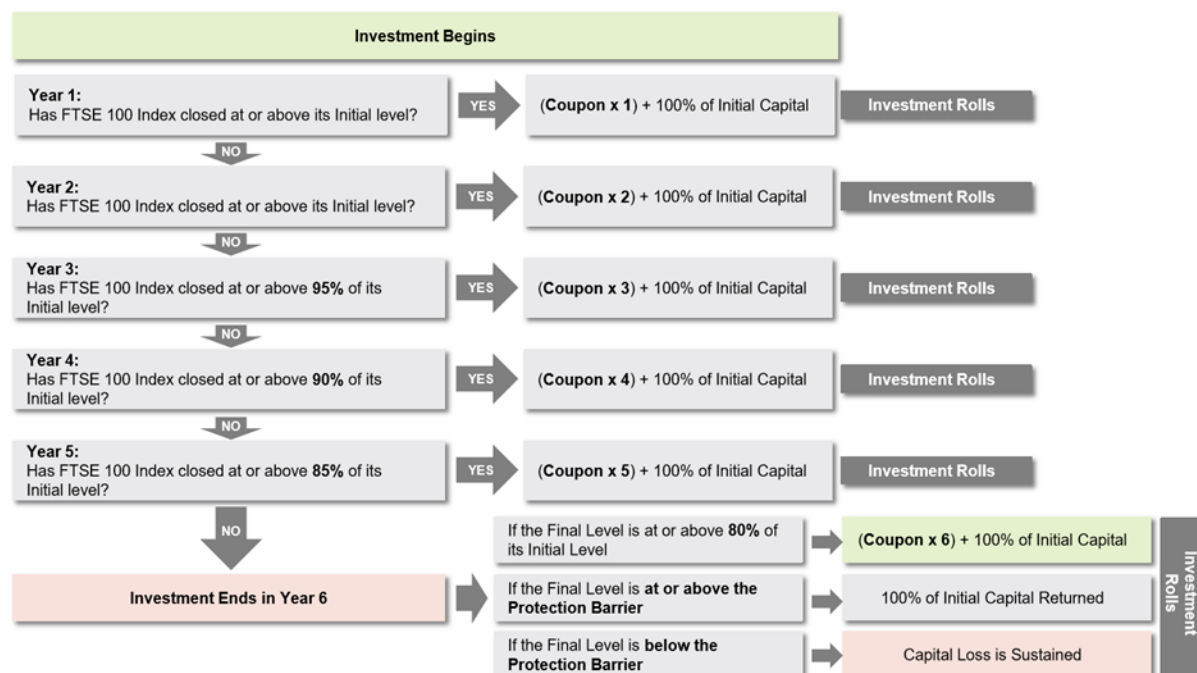 Investment Begins
Year 1:
Has FTSE 100 Index closed at or above its Initial level?
YES
(Coupon x 1) + 100% of Initial Capital
Investment Rolls
NO
Year 2:
Has FTSE 100 Index closed at or above its Initial level?
YES
(Coupon x 2) + 100% of Initial Capital
Investment Rolls
NO
Year 3:
Has FTSE 100 Index closed at or above 95% of its
Initial level?
YES
(Coupon x 3) + 100% of Initial Capital
Investment Rolls
NO
Year 4:
Has FTSE 100 Index closed at or above 90% of its
Initial level?
YES
(Coupon x 4) + 100% of Initial Capital
Investment Rolls
NO
Year 5:
Has FTSE 100 Index closed at or above 85% of its
Initial level?
YES
(Coupon x 5) + 100% of Initial Capital
Investment Rolls
NO
Investment Ends in Year 6
If the Final Level is at or above 80% of
its Initial Level
(Coupon x 6) + 100% of Initial Capital
If the Final Level is at or above the
Protection Barrier
100% of Initial Capital Returned
If the Final Level is below the
Protection Barrier
Capital Loss is Sustained
Investment
Rolls